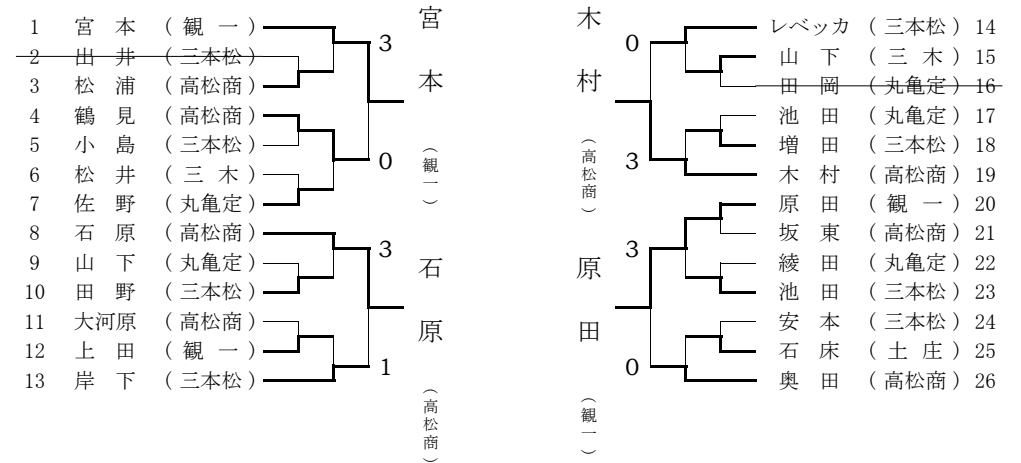 1 宮 本 ( 観 一 )
2 出 井 ( 三本松 )
3 松 浦 ( 高松商 )
4 鶴 見 ( 高松商 )
5 小 島 ( 三本松 )
6 松 井 ( 三 木 )
7 佐 野 ( 丸亀定 )
8 石 原 ( 高松商 )
9 山 下 ( 丸亀定 )
10 田 野 ( 三本松 )
11 大河原 ( 高松商 )
12 上 田 ( 観 一 )
13 岸 下 ( 三本松 )
3
0
3
1
宮本(観一)
石原(高松商)
木村(高松商)
原田(観一)
0
3
3
0
レベッカ ( 三本松 ) 14
山 下 ( 三 木 ) 15
田 岡 ( 丸亀定 ) 16
池 田 ( 丸亀定 ) 17
増 田 ( 三本松 ) 18
木 村 ( 高松商 ) 19
原 田 ( 観 一 ) 20
坂 東 ( 高松商 ) 21
綾 田 ( 丸亀定 ) 22
池 田 ( 三本松 ) 23
安 本 ( 三本松 ) 24
石 床 ( 土 庄 ) 25
奥 田 ( 高松商 ) 26